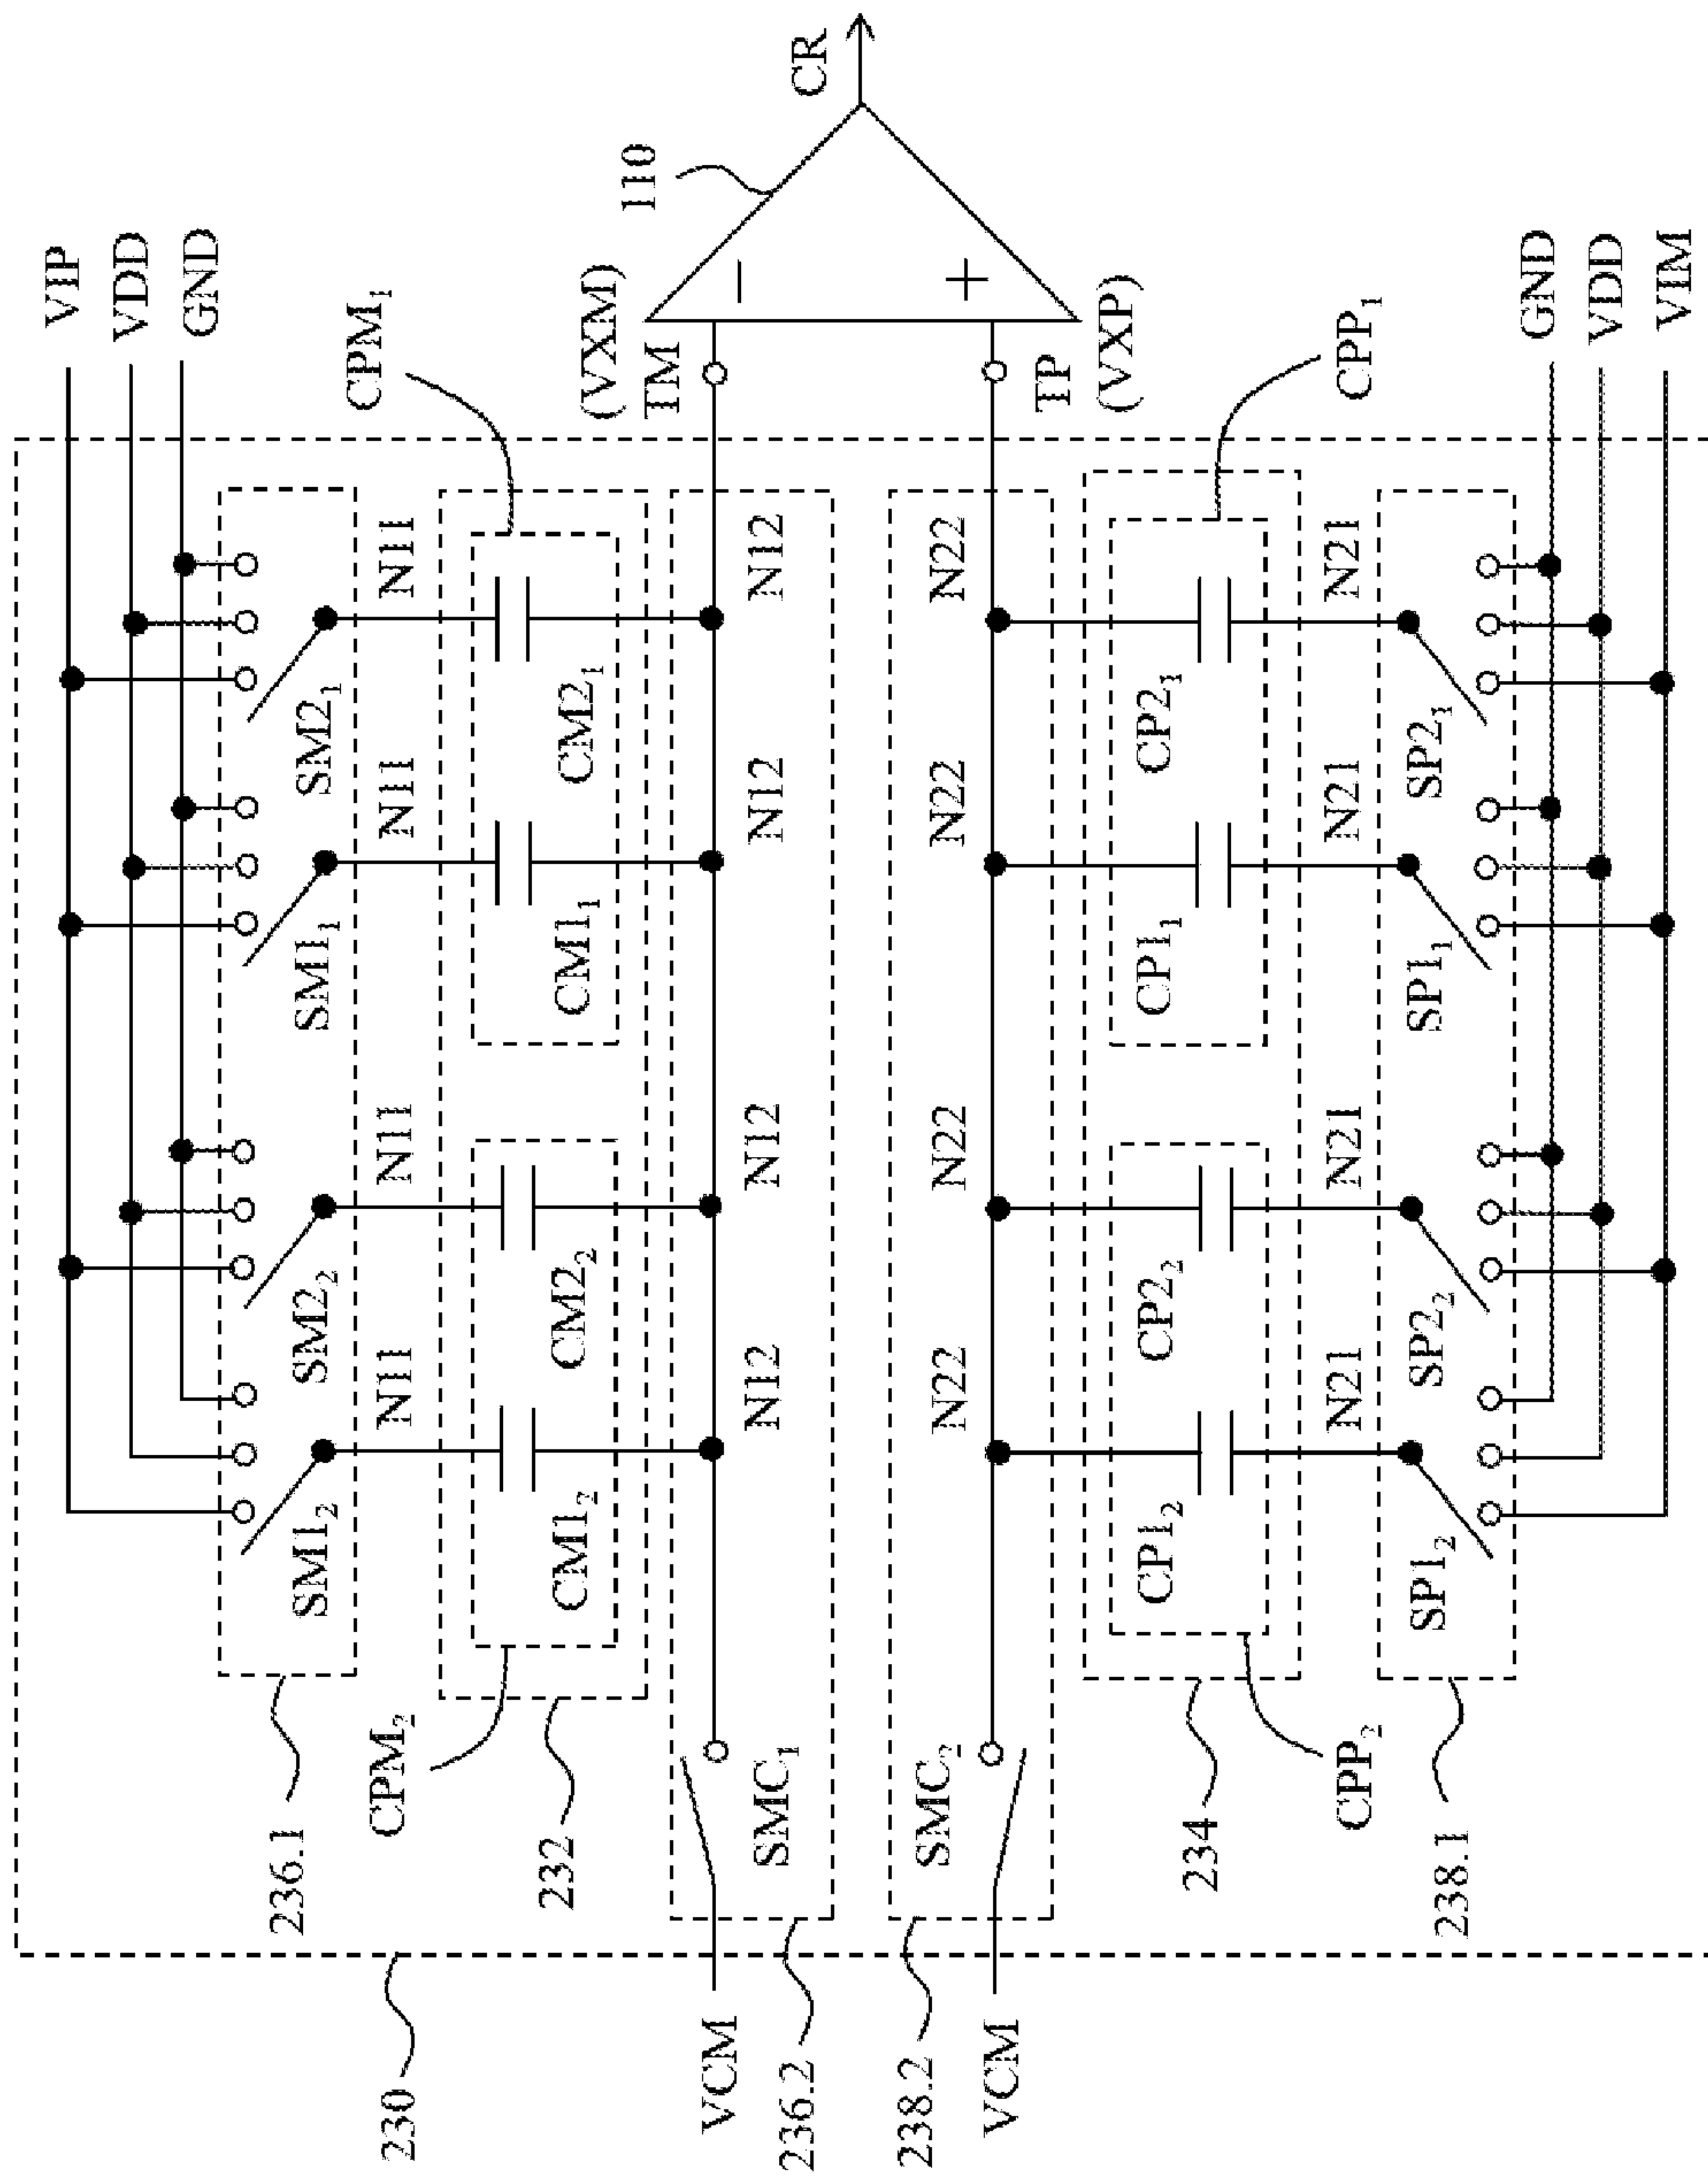 VIP
VDD
GND
236.1
SM1₂ SM2₂ SM1₁ SM2₁
CPM₁
230
CPM₂
N11 N11 N11 N11
232
CM1₂ CM2₂ CM1₁ CM2₁
(VXM)
TM
110
VCM
−
SMC₁
N12 N12 N12 N12
236.2
CR
238.2
SMC₂
N22 N22 N22 N22
+
VCM
TP
(VXP)
CP1₂ CP2₂ CP1₁ CP2₁
234
CPP₂
N21 N21 N21 N21
CPP₁
SP1₂ SP2₂ SP1₁ SP2₁
238.1
GND
VDD
VIM